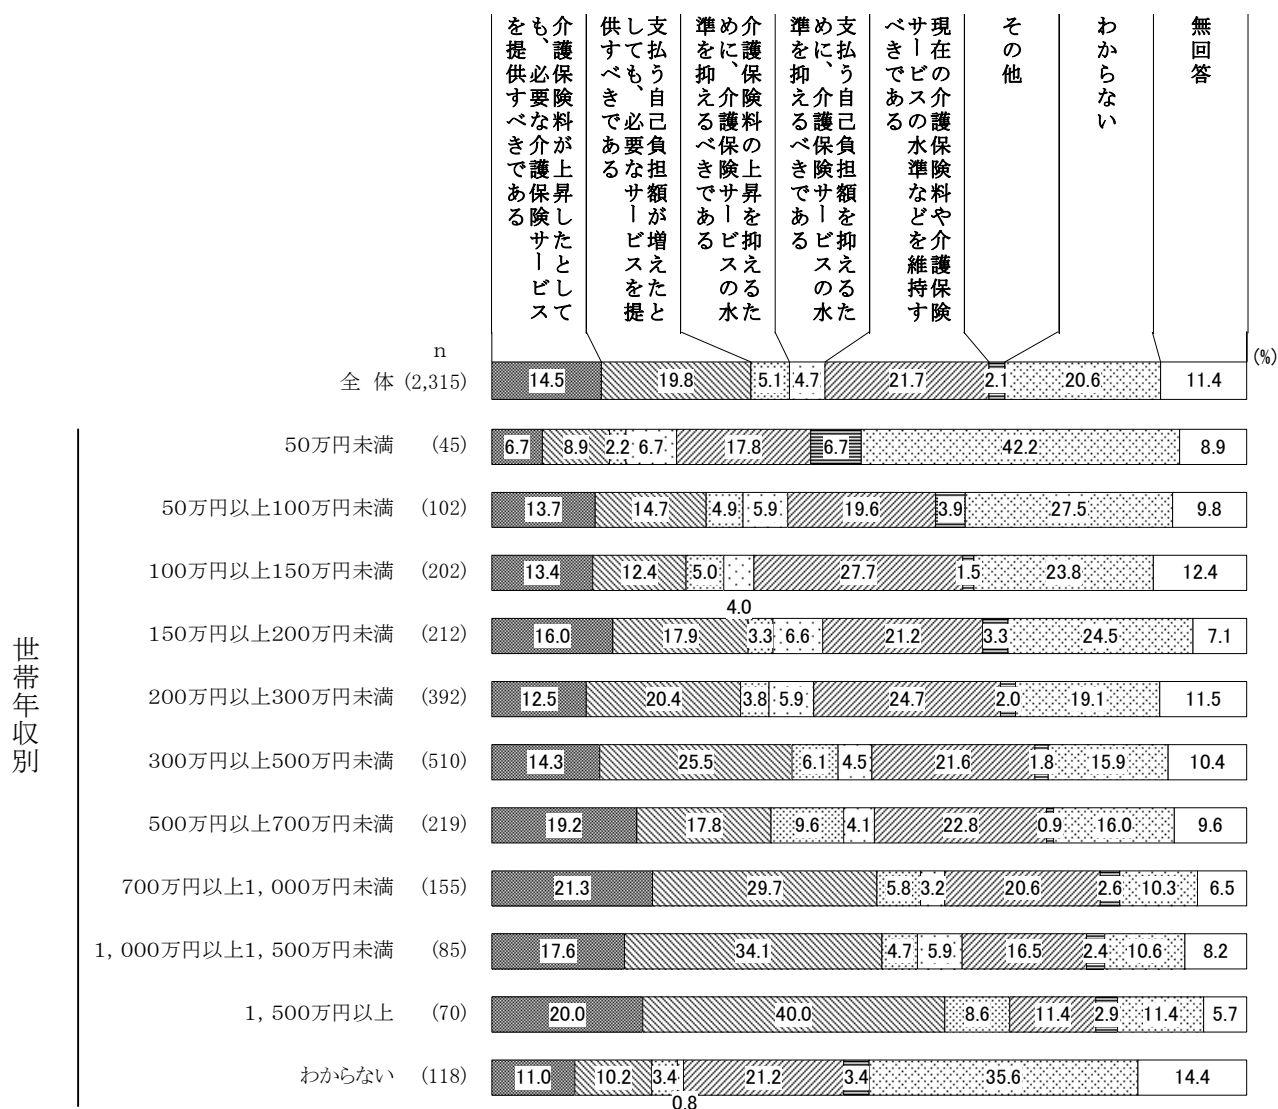 介護保険料が上昇したとして
も、必要な介護保険サービス
を提供すべきである
支払う自己負担額が増えたと
しても、必要なサービスを提
供すべきである
介護保険料の上昇を抑えるた
めに、介護保険サービスの水
準を抑えるべきである
支払う自己負担額を抑えるた
めに、介護保険サービスの水
準を抑えるべきである
現在の介護保険料や介護保険
サービスの水準などを維持す
べきである
その他
わからない
無回答
n
(%)
全 体 (2,315) 14.5 19.8 5.1 4.7 21.7 2.1 20.6 11.4
世帯年収別
50万円未満 (45) 6.7 8.9 2.2 6.7 17.8 6.7 42.2 8.9
50万円以上100万円未満 (102) 13.7 14.7 4.9 5.9 19.6 3.9 27.5 9.8
100万円以上150万円未満 (202) 13.4 12.4 5.0 27.7 1.5 23.8 12.4
4.0
150万円以上200万円未満 (212) 16.0 17.9 3.3 6.6 21.2 3.3 24.5 7.1
200万円以上300万円未満 (392) 12.5 20.4 3.8 5.9 24.7 2.0 19.1 11.5
300万円以上500万円未満 (510) 14.3 25.5 6.1 4.5 21.6 1.8 15.9 10.4
500万円以上700万円未満 (219) 19.2 17.8 9.6 4.1 22.8 0.9 16.0 9.6
700万円以上1,000万円未満 (155) 21.3 29.7 5.8 3.2 20.6 2.6 10.3 6.5
1,000万円以上1,500万円未満 (85) 17.6 34.1 4.7 5.9 16.5 2.4 10.6 8.2
1,500万円以上 (70) 20.0 40.0 8.6 11.4 2.9 11.4 5.7
わからない (118) 11.0 10.2 3.4 21.2 3.4 35.6 14.4
0.8